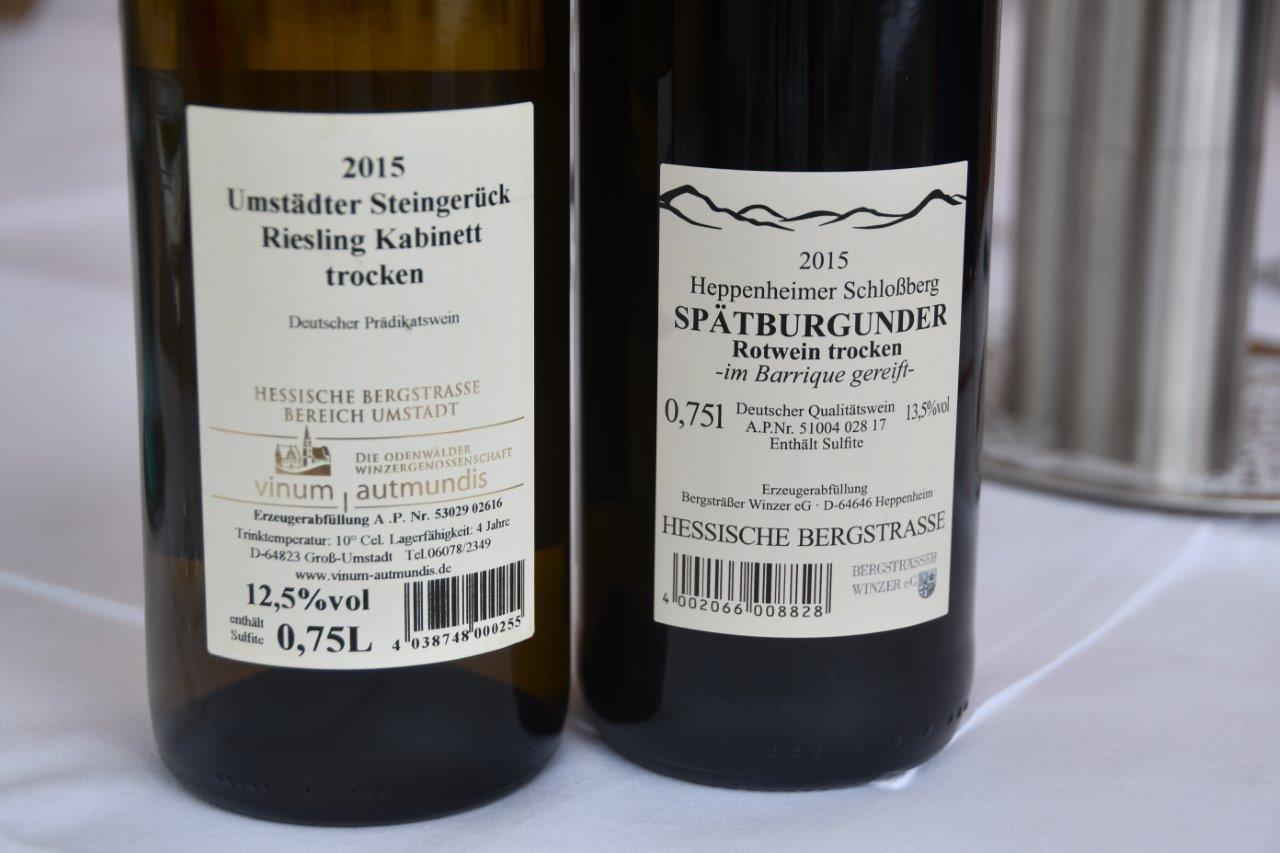 2015
Umstädter Steingerück
Riesling Kabinett
trocken
Deutscher Prädikatswein
HESSISCHE BERGSTRASSE
BEREICH UMSTADT
DIE ODENWÄLDER
WINZERGENOSSENSCHAFT
vinum autmundis
Erzeugerabfüllung A .P. Nr. 53029 02616
Trinktemperatur: 10° Cel. Lagerfähigkeit: 4 Jahre
D-64823 Groß-Umstadt Tel.06078/2349
www.vinum-autmundis.de
12,5%vol
enthält
Sulfite 0,75L
4 038748 000255
2015
Heppenheimer Schloßberg
SPÄTBURGUNDER
Rotwein trocken
-im Barrique gereift-
0,75l Deutscher Qualitätswein 13,5%vol
A.P.Nr. 51004 028 17
Enthält Sulfite
Erzeugerabfüllung
Bergsträßer Winzer eG · D-64646 Heppenheim
HESSISCHE BERGSTRASSE
BERGSTRÄSSER
WINZER eG
4 002066 008828